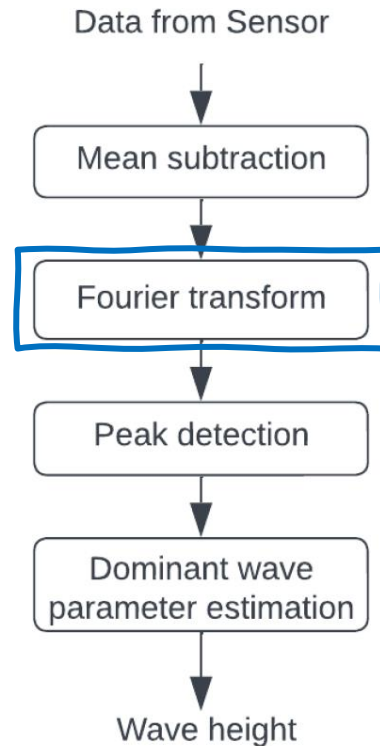 Data from Sensor
Mean subtraction
Fourier transform
Peak detection
Dominant wave
parameter estimation
Wave height